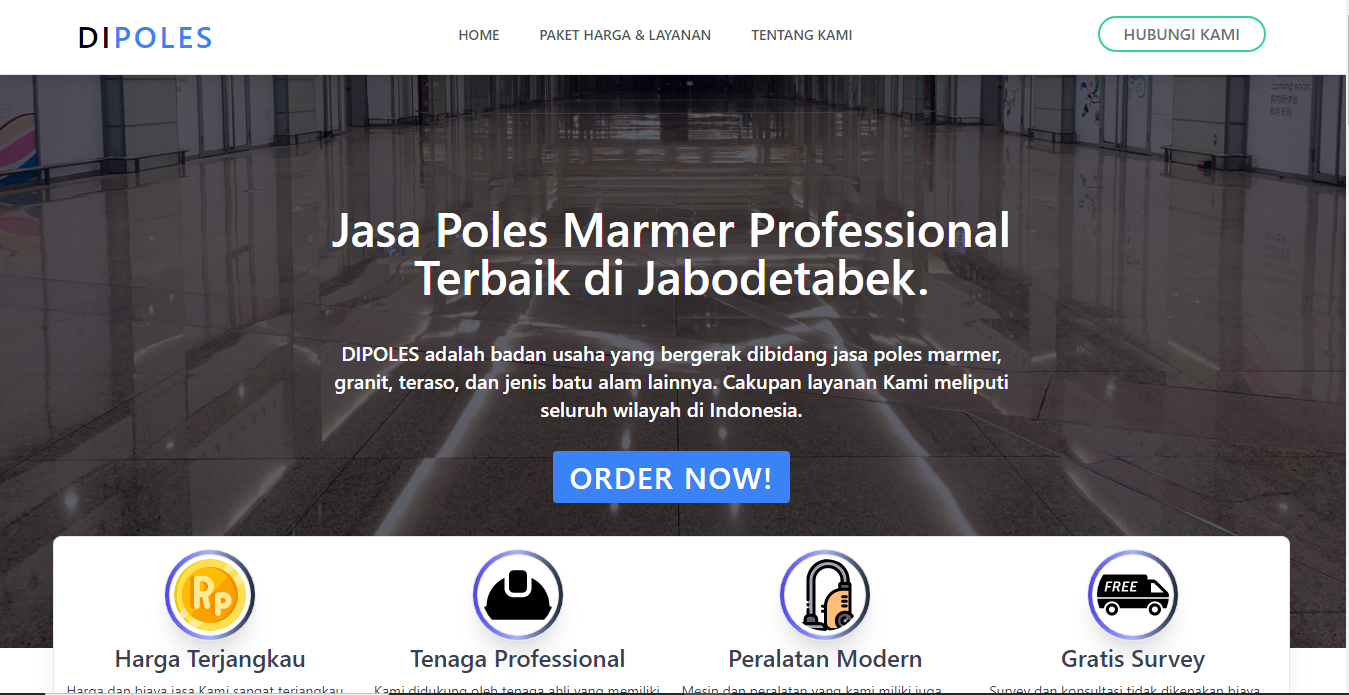 DIPOLES
HOME
PAKET HARGA & LAYANAN
TENTANG KAMI
HUBUNGI KAMI
coming soon
Jasa Poles Marmer Professional
Terbaik di Jabodetabek.
DIPOLES adalah badan usaha yang bergerak dibidang jasa poles marmer,
granit, teraso, dan jenis batu alam lainnya. Cakupan layanan Kami meliputi
seluruh wilayah di Indonesia.
ORDER NOW!
Rp
FREE
Harga Terjangkau
Tenaga Professional
Peralatan Modern
Gratis Survey
Harga dan biaya jasa Kami sangat terjangkau
Kami didukung oleh tenaga ahli yang memiliki
Mesin dan peralatan yang kami miliki juga
Survey dan konsultasi tidak dikenakan biaya